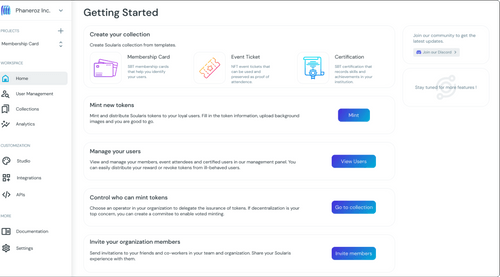 Phaneroz Inc.
PROJECTS
Membership Card
WORKSPACE
Home
User Management
Collections
Analytics
CUSTOMIZATION
Studio
Integrations
APIs
MORE
Documentation
Settings
Getting Started
Create your collection
Create Soularis collection from templates.
Membership Card
SBT membership cards
that help you identify
your users
Event Ticket
NFT event tickets that
can be used and
preserved as proof of
attendance.
Certification
SBT certification that
records skills and
achievements in your
institution.
Mint new tokens
Mint and distribute Soularis tokens to your loyal users. Fill in the token information, upload background
images and you are good to go.
Mint
Manage your users
View and manage your members, event attendees and certified users in our management panel. You
can easily distribute your reward or revoke tokens from ill-behaved users.
View Users
Control who can mint tokens
Choose an operator in your organization to delegate the issuance of tokens. If decentralization is your
top concern, you can create a commitee to enable voted minting.
Go to collection
Invite your organization members
Send invitations to your friends and co-workers in your team and organization. Share your Soularis
experience with them.
Invite members
Join our community to get the
latest updates
Join our Discord
Stay tuned for more features !